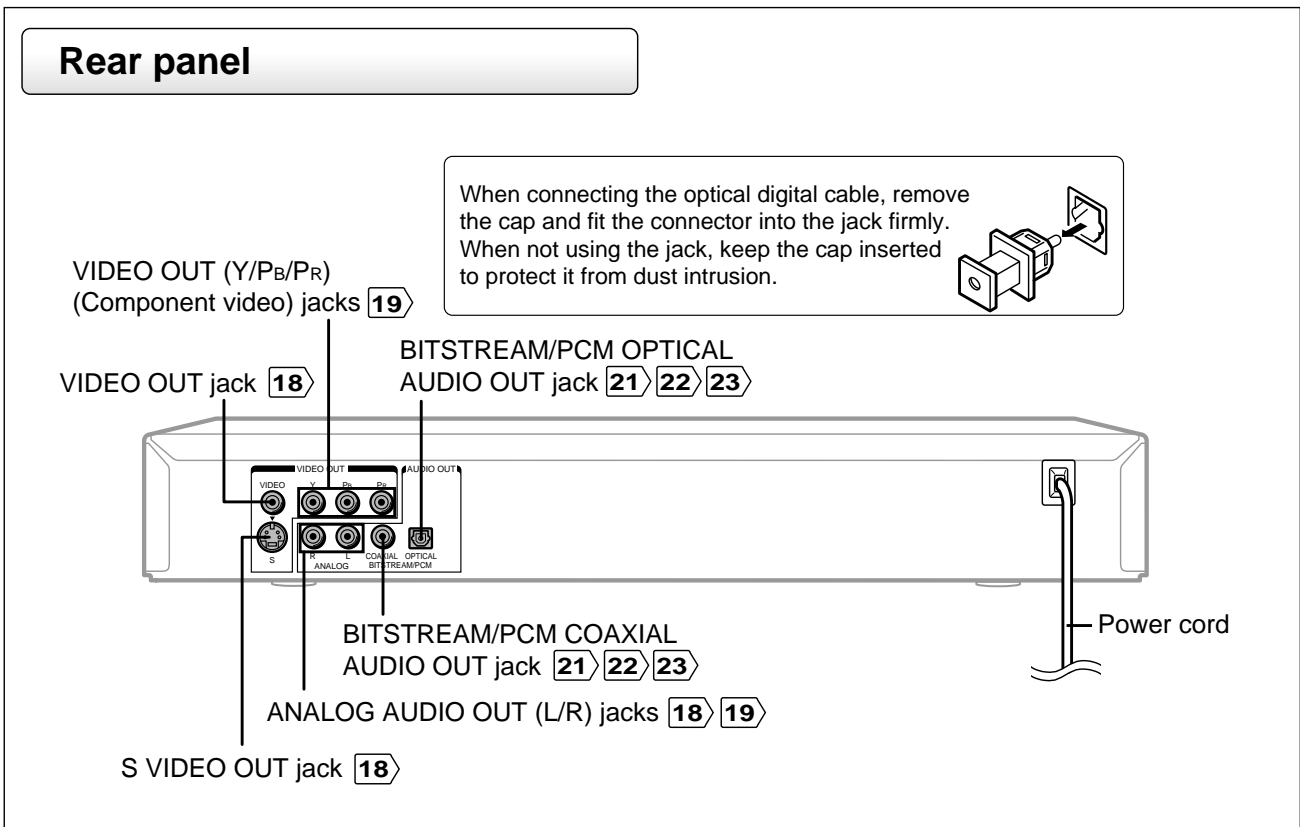 Rear panel
When connecting the optical digital cable, remove
the cap and fit the connector into the jack firmly.
When not using the jack, keep the cap inserted
to protect it from dust intrusion.
VIDEO OUT (Y/PB/PR)
(Component video) jacks 19
BITSTREAM/PCM OPTICAL
AUDIO OUT jack 21 22 23
VIDEO OUT jack 18
VIDEO OUT
AUDIO OUT
VIDEO
Y
PB
PR
S
R
L
COAXIAL
OPTICAL
ANALOG
BITSTREAM/PCM
Power cord
BITSTREAM/PCM COAXIAL
AUDIO OUT jack 21 22 23
ANALOG AUDIO OUT (L/R) jacks 18 19
S VIDEO OUT jack 18